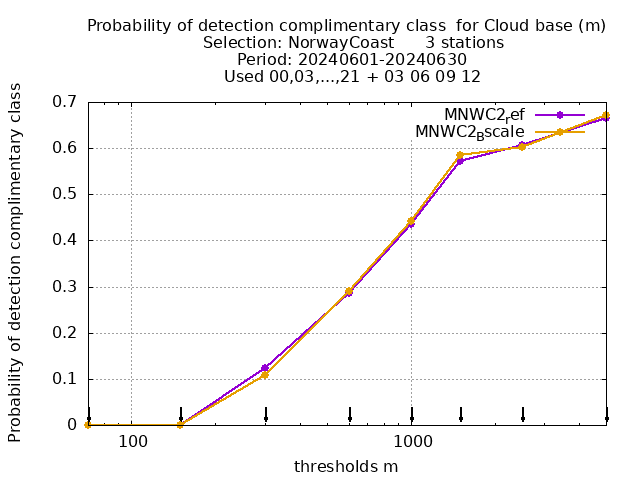 Probability of detection complimentary class  for Cloud base (m)
Selection: NorwayCoast      3 stations
Period: 20240601-20240630
Used 00,03,...,21 + 03 06 09 12
Probability of detection complimentary class
0.7
0.6
0.5
0.4
0.3
0.2
0.1
0
MNWC2ref
MNWC2Bscale
100
1000
thresholds m